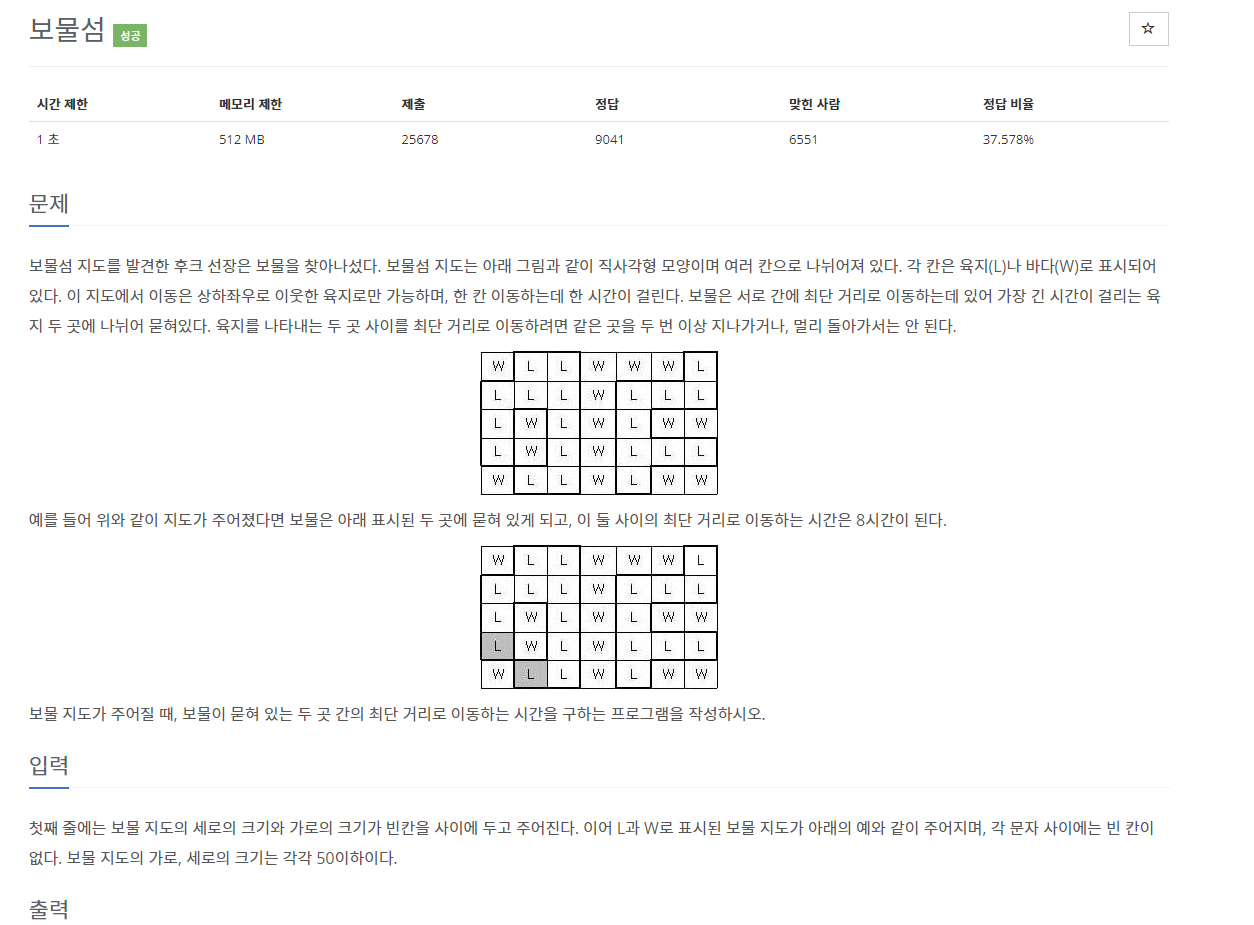 보물섬 성공
☆
시간 제한 메모리 제한 제출 정답 맞힌 사람 정답 비율
1 초 512 MB 25678 9041 6551 37.578%
문제
보물섬 지도를 발견한 후크 선장은 보물을 찾아나섰다. 보물섬 지도는 아래 그림과 같이 직사각형 모양이며 여러 칸으로 나뉘어져 있다. 각 칸은 육지(L)나 바다(W)로 표시되어
있다. 이 지도에서 이동은 상하좌우로 이웃한 육지로만 가능하며, 한 칸 이동하는데 한 시간이 걸린다. 보물은 서로 간에 최단 거리로 이동하는데 있어 가장 긴 시간이 걸리는 육
지 두 곳에 나뉘어 묻혀있다. 육지를 나타내는 두 곳 사이를 최단 거리로 이동하려면 같은 곳을 두 번 이상 지나가거나, 멀리 돌아가서는 안 된다.
W L L W W W L
L L L W L L L
L W L W L W W
L W L W L L L
W L L W L W W
예를 들어 위와 같이 지도가 주어졌다면 보물은 아래 표시된 두 곳에 묻혀 있게 되고, 이 둘 사이의 최단 거리로 이동하는 시간은 8시간이 된다.
W L L W W W L
L L L W L L L
L W L W L W W
L W L W L L L
W L L W L W W
보물 지도가 주어질 때, 보물이 묻혀 있는 두 곳 간의 최단 거리로 이동하는 시간을 구하는 프로그램을 작성하시오.
입력
첫째 줄에는 보물 지도의 세로의 크기와 가로의 크기가 빈칸을 사이에 두고 주어진다. 이어 L과 W로 표시된 보물 지도가 아래의 예와 같이 주어지며, 각 문자 사이에는 빈 칸이
없다. 보물 지도의 가로, 세로의 크기는 각각 50이하이다.
출력